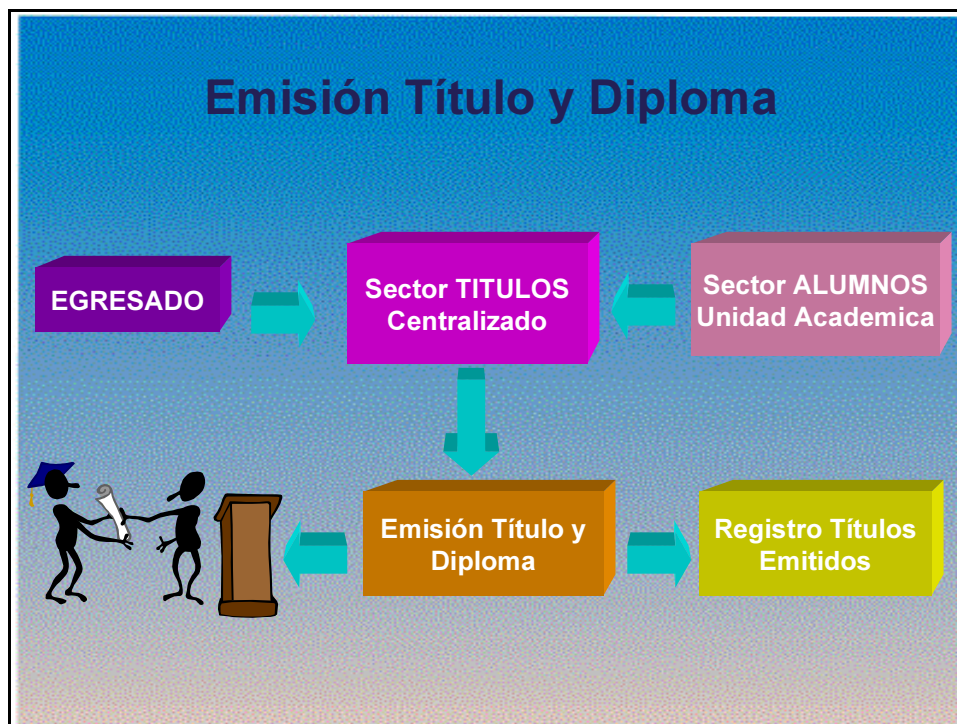 Emisión Título y Diploma
EGRESADO
Sector TITULOS
Centralizado
Sector ALUMNOS
Unidad Academica
Emisión Título y
Diploma
Registro Títulos
Emitidos